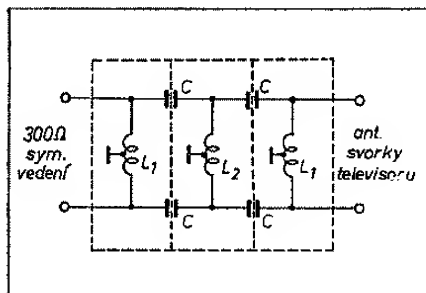 C
C
300Ω
sym.
vedení
L1
L2
L1
ant.
svorky
televisoru
C
C